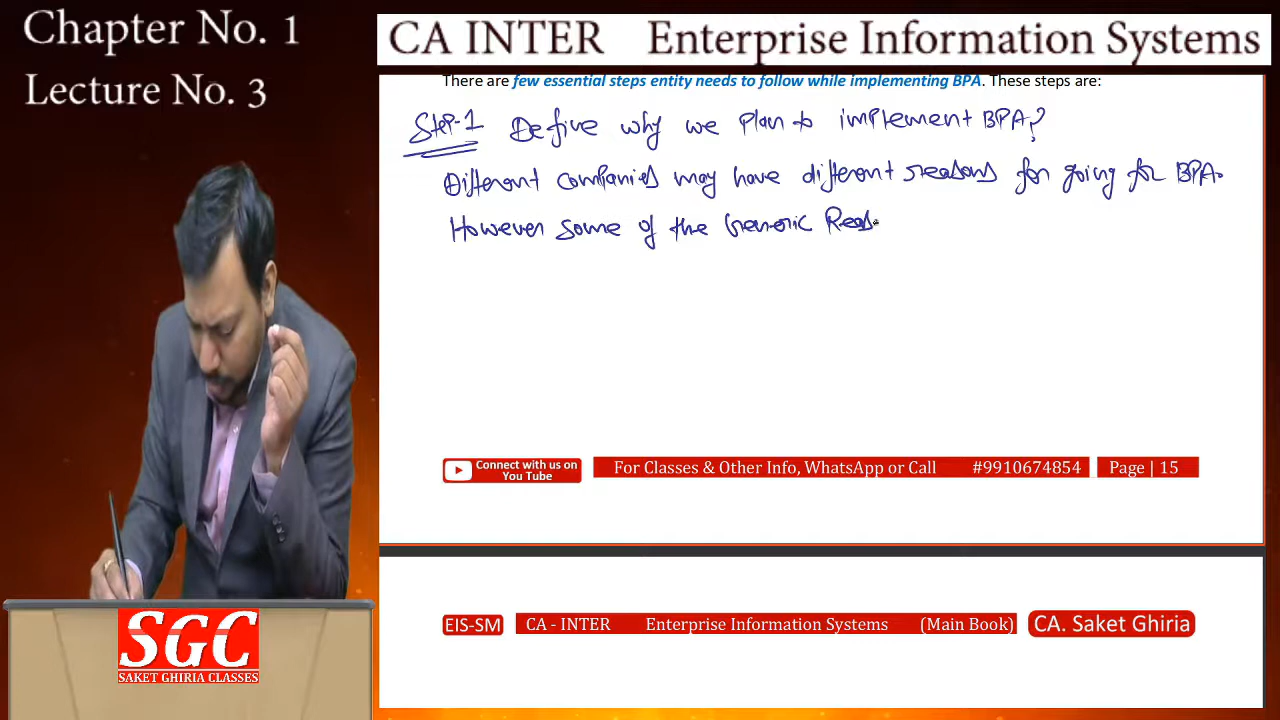 Chapter No. 1
Lecture No. 3
CA INTER Enterprise Information Systems
There are few essential steps entity needs to follow while implementing BPA. These steps are:
Step-1 Define why we plan to implement BPA?
Different companies may have different reasons for going for BPA.
However some of the Generic Reas
Connect with us on
You Tube
For Classes & Other Info, WhatsApp or Call #9910674854 Page | 15
EIS-SM CA - INTER Enterprise Information Systems (Main Book) CA. Saket Ghiria
SGC
SAKET GHIRIA CLASSES